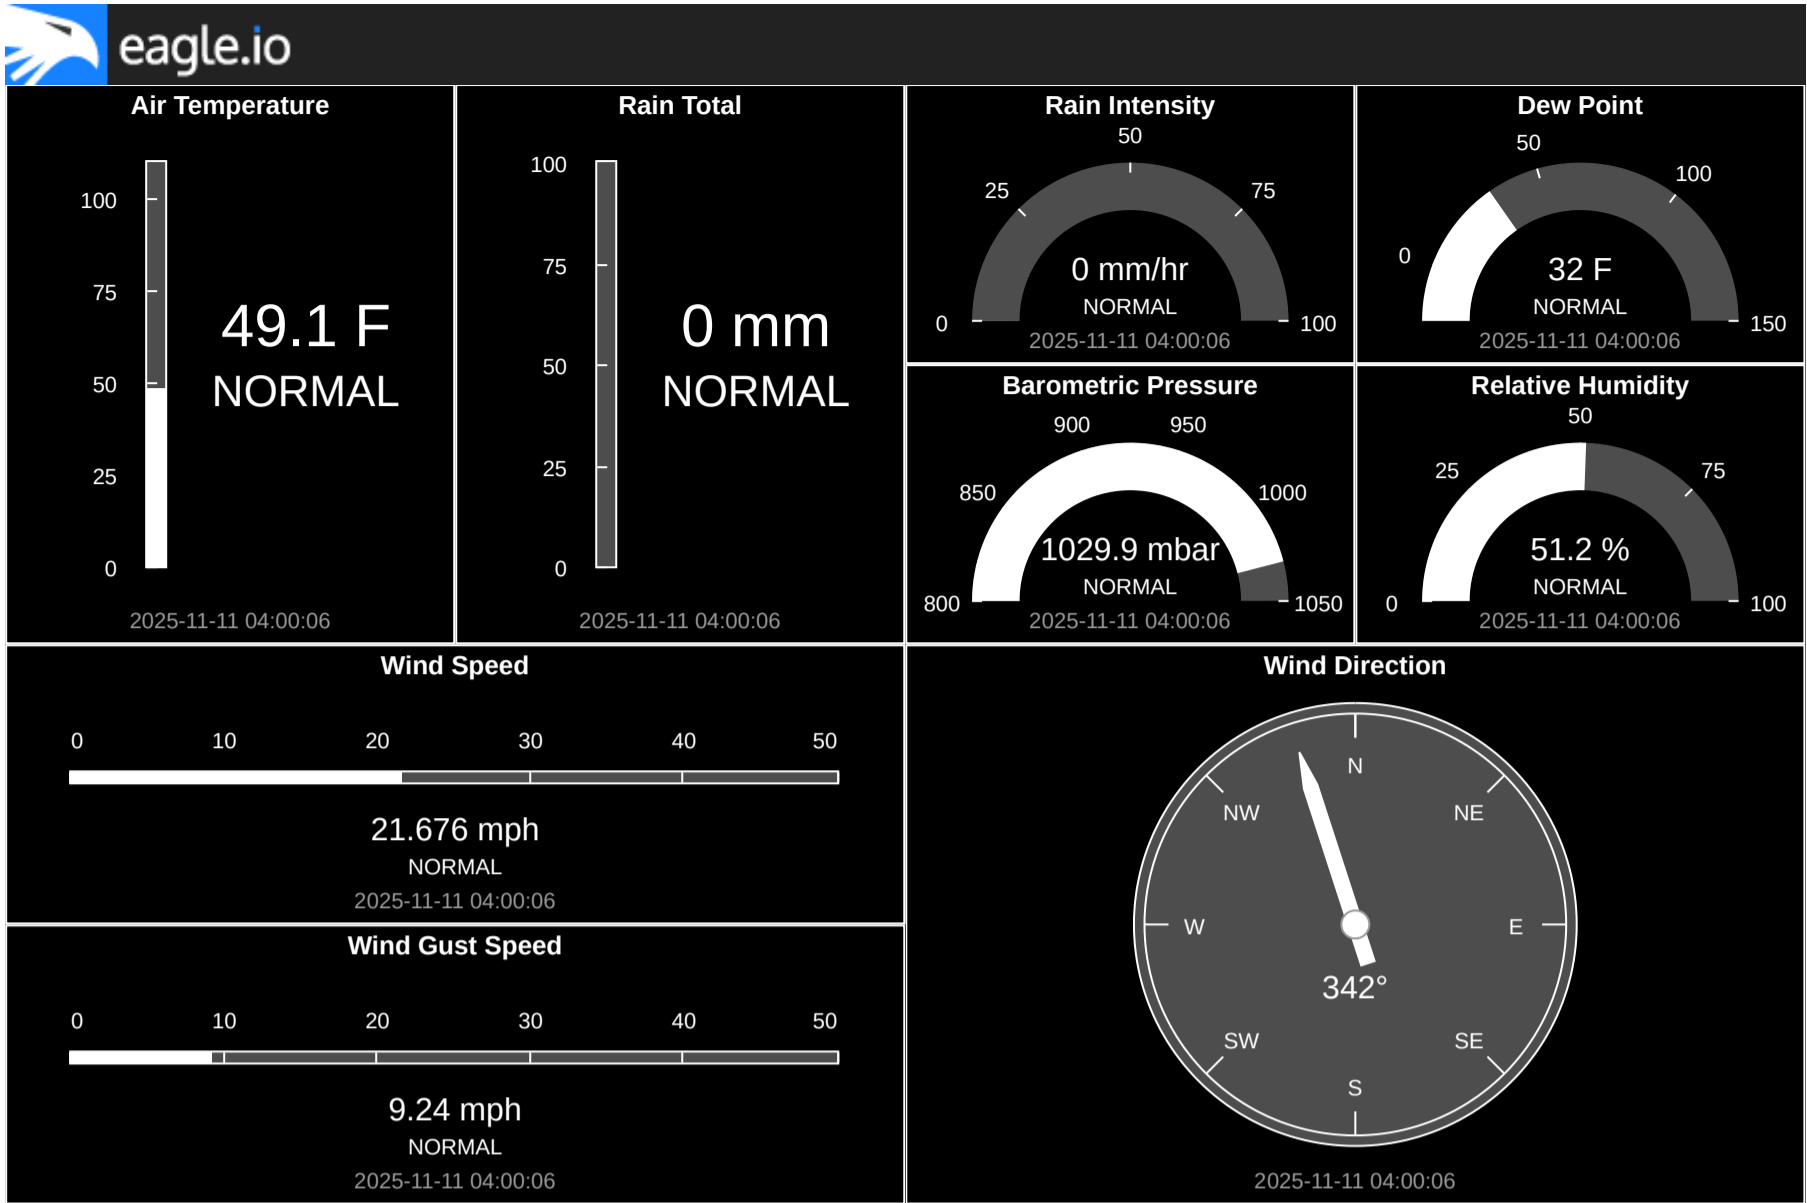 eagle.io
Air Temperature
100
75
50
25
0
49.1 F
NORMAL
2025-11-11 04:00:06
Rain Total
100
75
50
25
0
0 mm
NORMAL
2025-11-11 04:00:06
Rain Intensity
0
25
50
75
100
0 mm/hr
NORMAL
2025-11-11 04:00:06
Dew Point
0
50
100
150
32 F
NORMAL
2025-11-11 04:00:06
Barometric Pressure
800
850
900
950
1000
1050
1029.9 mbar
NORMAL
2025-11-11 04:00:06
Relative Humidity
0
25
50
75
100
51.2 %
NORMAL
2025-11-11 04:00:06
Wind Speed
0 10 20 30 40 50
21.676 mph
NORMAL
2025-11-11 04:00:06
Wind Gust Speed
0 10 20 30 40 50
9.24 mph
NORMAL
2025-11-11 04:00:06
Wind Direction
N
NW NE
W E
342°
SW SE
S
2025-11-11 04:00:06